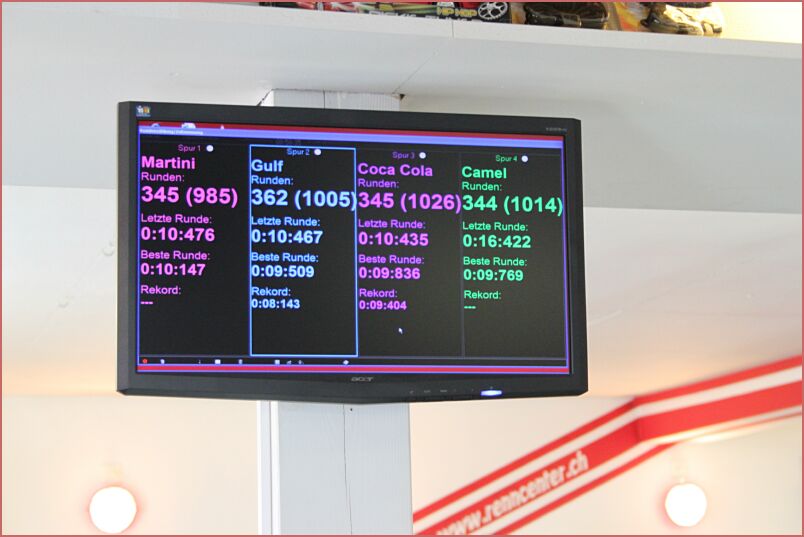 HIP HOP
Spur 1
Martini
Runden:
345 (985)
Letzte Runde:
0:10:476
Beste Runde:
0:10:147
Rekord:
---
Spur 2
Gulf
Runden:
362 (1005)
Letzte Runde:
0:10:467
Beste Runde:
0:09:509
Rekord:
0:08:143
Spur 3
Coca Cola
Runden:
345 (1026)
Letzte Runde:
0:10:435
Beste Runde:
0:09:836
Rekord:
0:09:404
Spur 4
Camel
Runden:
344 (1014)
Letzte Runde:
0:16:422
Beste Runde:
0:09:769
Rekord:
---
acer
www.renncenter.ch